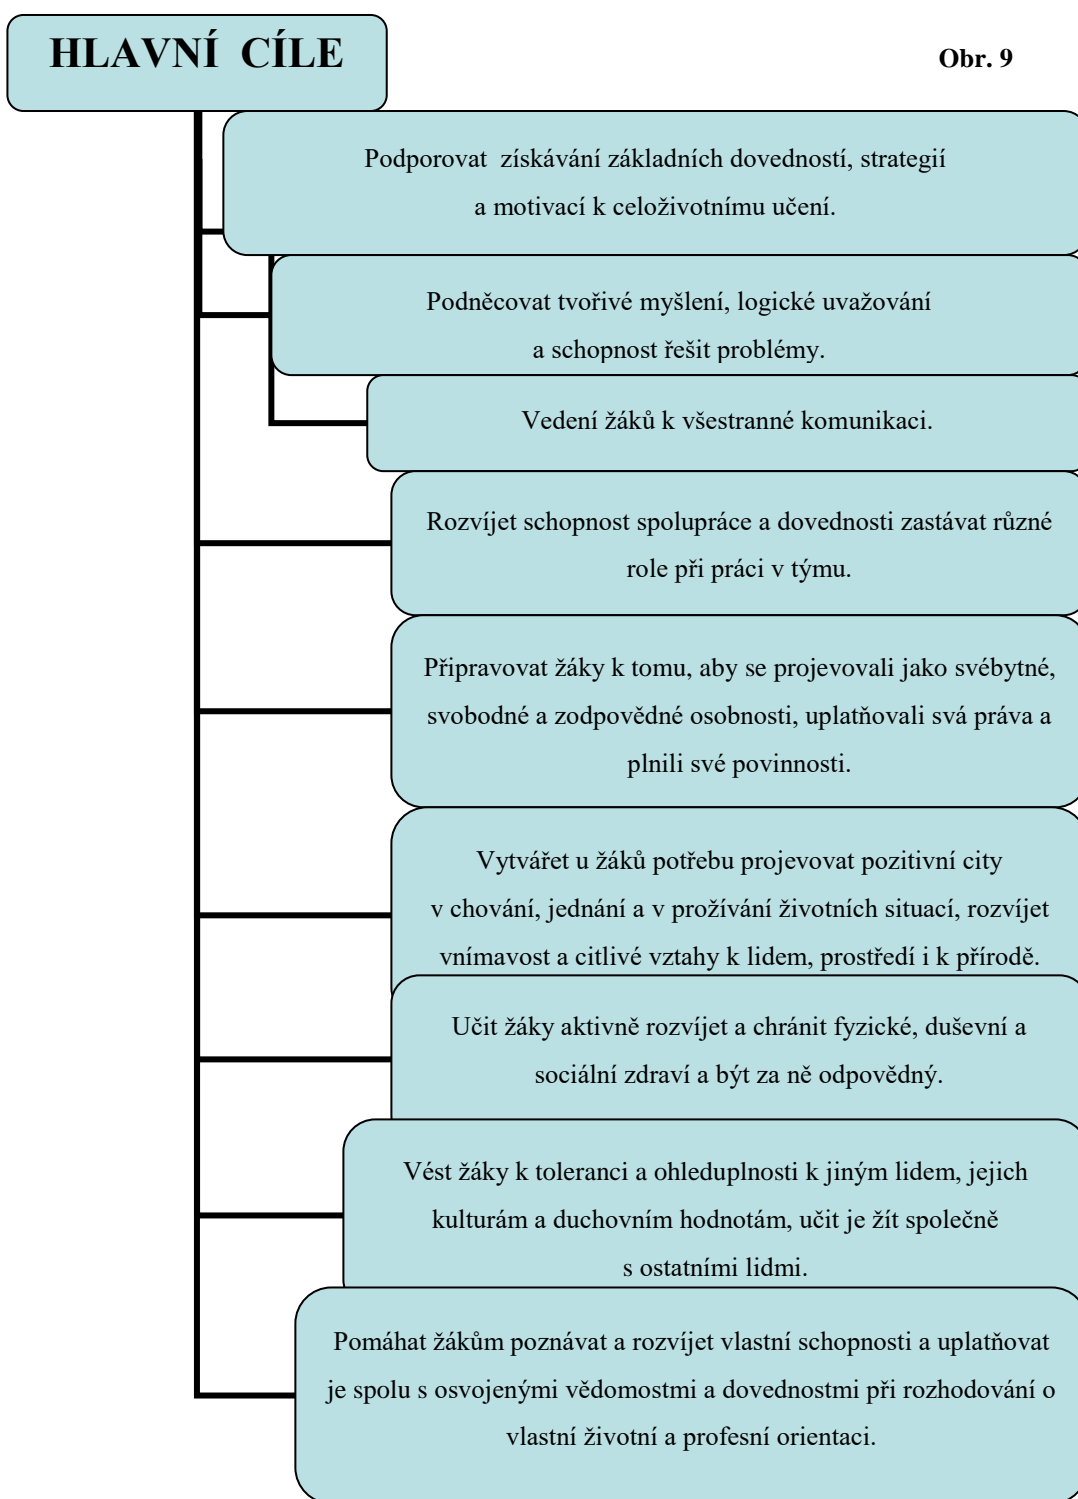 HLAVNÍ CÍLE
Obr. 9
Podporovat získávání základních dovedností, strategií
a motivací k celoživotnímu učení.
Podněcovat tvořivé myšlení, logické uvažování
a schopnost řešit problémy.
Vedení žáků k všestranné komunikaci.
Rozvíjet schopnost spolupráce a dovednosti zastávat různé
role při práci v týmu.
Připravovat žáky k tomu, aby se projevovali jako svébytné,
svobodné a zodpovědné osobnosti, uplatňovali svá práva a
plnili své povinnosti.
Vytvářet u žáků potřebu projevovat pozitivní city
v chování, jednání a v prožívání životních situací, rozvíjet
vnímavost a citlivé vztahy k lidem, prostředí i k přírodě.
Učit žáky aktivně rozvíjet a chránit fyzické, duševní a
sociální zdraví a být za ně odpovědný.
Vést žáky k toleranci a ohleduplnosti k jiným lidem, jejich
kulturám a duchovním hodnotám, učit je žít společně
s ostatními lidmi.
Pomáhat žákům poznávat a rozvíjet vlastní schopnosti a uplatňovat
je spolu s osvojenými vědomostmi a dovednostmi při rozhodování o
vlastní životní a profesní orientaci.